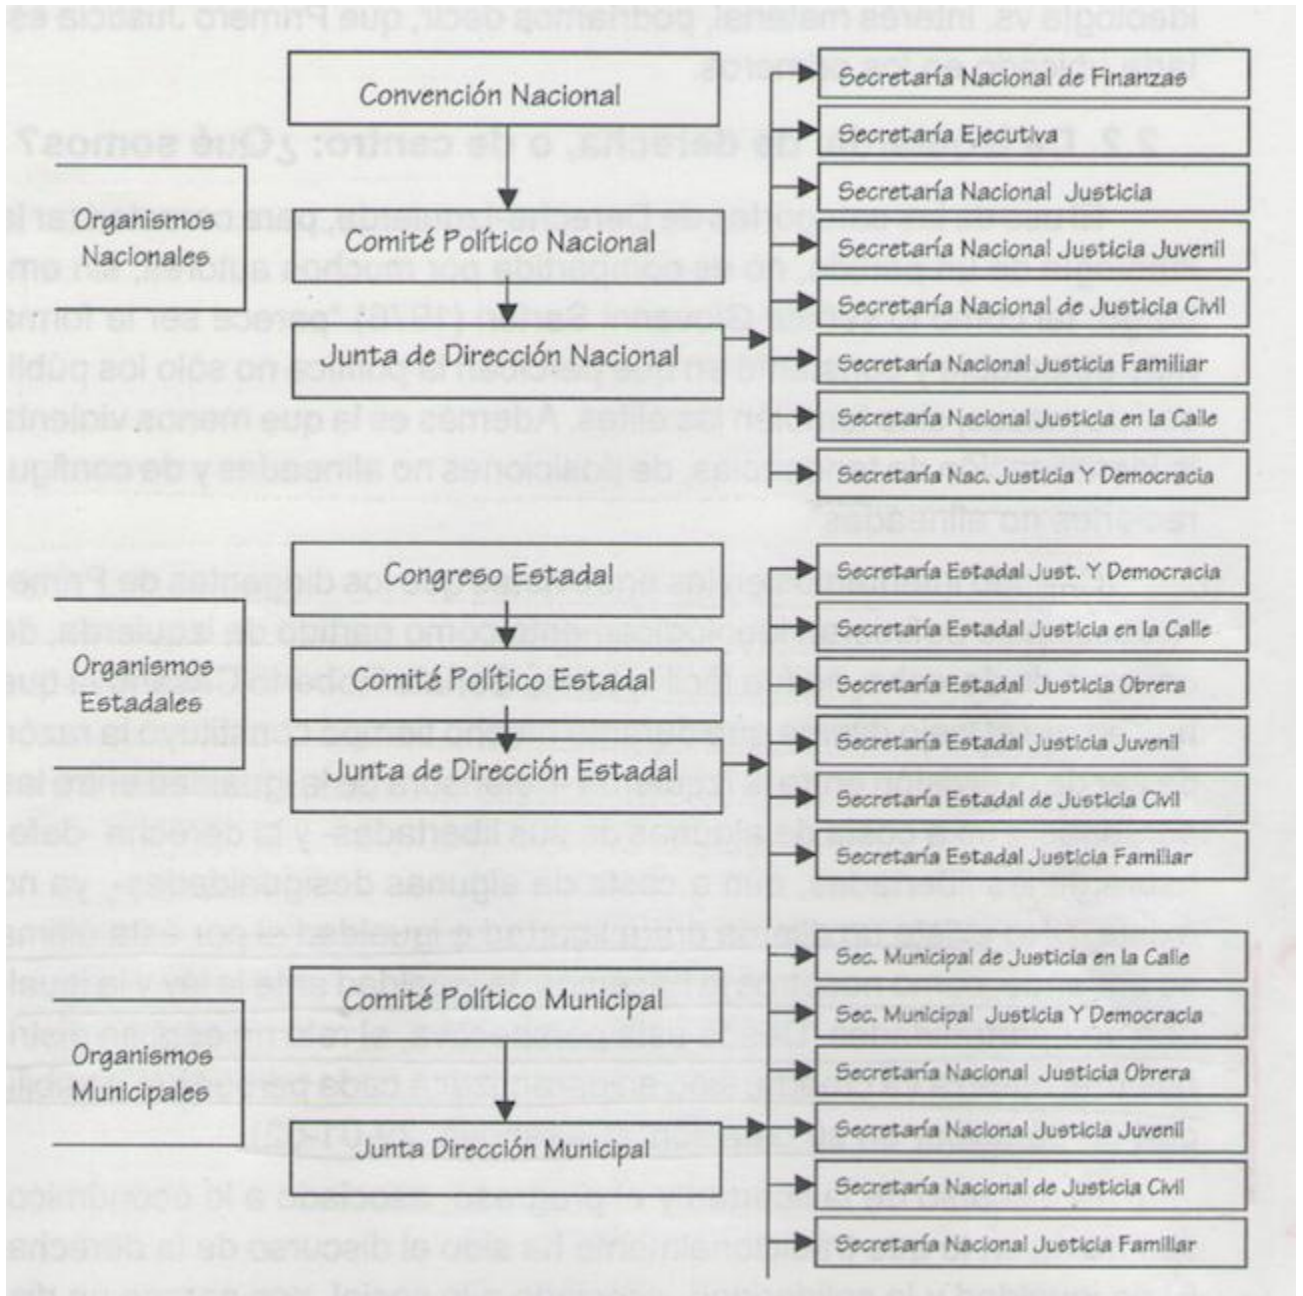 Convención Nacional
Organismos
Nacionales
Comité Político Nacional
Junta de Dirección Nacional
Secretaría Nacional de Finanzas
Secretaría Ejecutiva
Secretaría Nacional Justicia
Secretaría Nacional Justicia Juvenil
Secretaría Nacional de Justicia Civil
Secretaría Nacional Justicia Familiar
Secretaría Nacional Justicia en la Calle
Secretaría Nac. Justicia Y Democracia
Congreso Estadal
Organismos
Estadales
Comité Político Estadal
Junta de Dirección Estadal
Secretaría Estadal Just. Y Democracia
Secretaría Estadal Justicia en la Calle
Secretaría Estadal Justicia Obrera
Secretaría Estadal Justicia Juvenil
Secretaría Estadal de Justicia Civil
Secretaría Estadal Justicia Familiar
Comité Político Municipal
Organismos
Municipales
Junta Dirección Municipal
Sec. Municipal de Justicia en la Calle
Sec. Municipal Justicia Y Democracia
Secretaría Nacional Justicia Obrera
Secretaría Nacional Justicia Juvenil
Secretaría Nacional de Justicia Civil
Secretaría Nacional Justicia Familiar